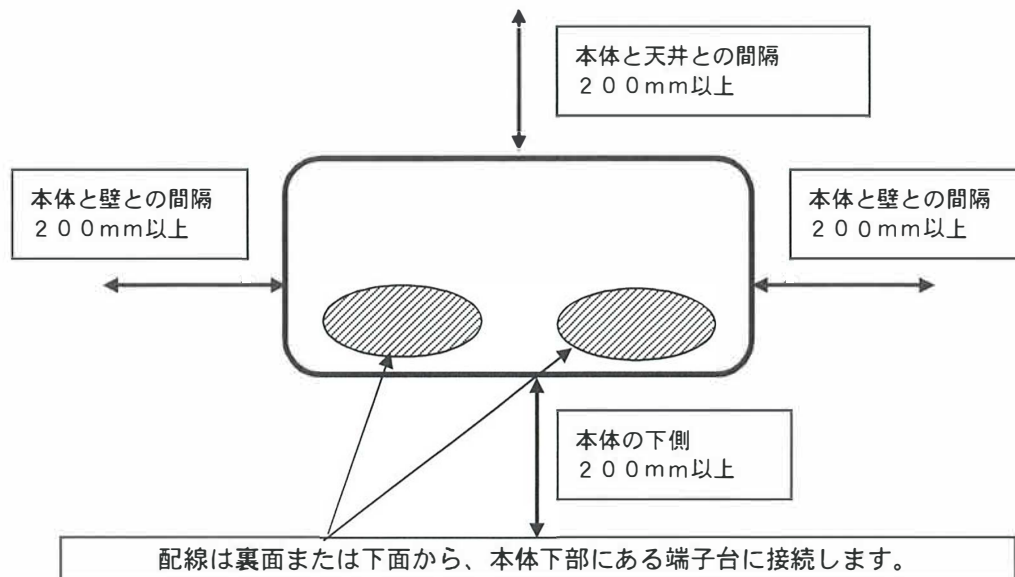 本体と天井との間隔
２００mm以上
本体と壁との間隔
２００mm以上
本体と壁との間隔
２００mm以上
本体の下側
２００mm以上
配線は裏面または下面から、本体下部にある端子台に接続します。